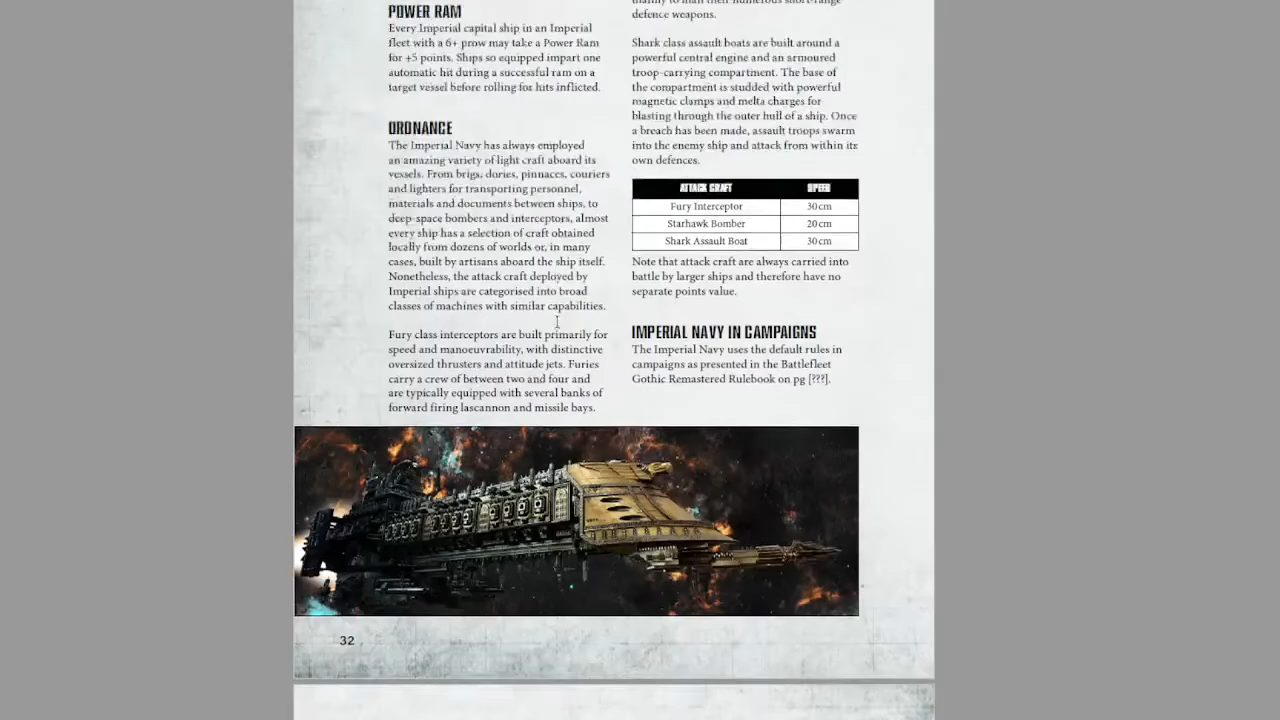 POWER RAM
Every Imperial capital ship in an Imperial
fleet with a 6+ prow may take a Power Ram
for +5 points. Ships so equipped impart one
automatic hit during a successful ram on a
target vessel before rolling for hits inflicted.
ORDNANCE
The Imperial Navy has always employed
an amazing variety of light craft aboard its
vessels. From brigs, dories, pinnaces, couriers
and lighters for transporting personnel,
materials and documents between ships, to
deep-space bombers and interceptors, almost
every ship has a selection of craft obtained
locally from dozens of worlds or, in many
cases, built by artisans aboard the ship itself.
Nonetheless, the attack craft deployed by
Imperial ships are categorised into broad
classes of machines with similar capabilities.
Fury class interceptors are built primarily for
speed and manoeuvrability, with distinctive
oversized thrusters and attitude jets. Furies
carry a crew of between two and four and
are typically equipped with several banks of
forward firing lascannon and missile bays.
mainly to man their numerous short-range
defence weapons.
Shark class assault boats are built around a
powerful central engine and an armoured
troop-carrying compartment. The base of
the compartment is studded with powerful
magnetic clamps and melta charges for
blasting through the outer hull of a ship. Once
a breach has been made, assault troops swarm
into the enemy ship and attack from within its
own defences.
ATTACK CRAFT SPEED
Fury Interceptor 30cm
Starhawk Bomber 20cm
Shark Assault Boat 30cm
Note that attack craft are always carried into
battle by larger ships and therefore have no
separate points value.
IMPERIAL NAVY IN CAMPAIGNS
The Imperial Navy uses the default rules in
campaigns as presented in the Battlefleet
Gothic Remastered Rulebook on pg [???].
32